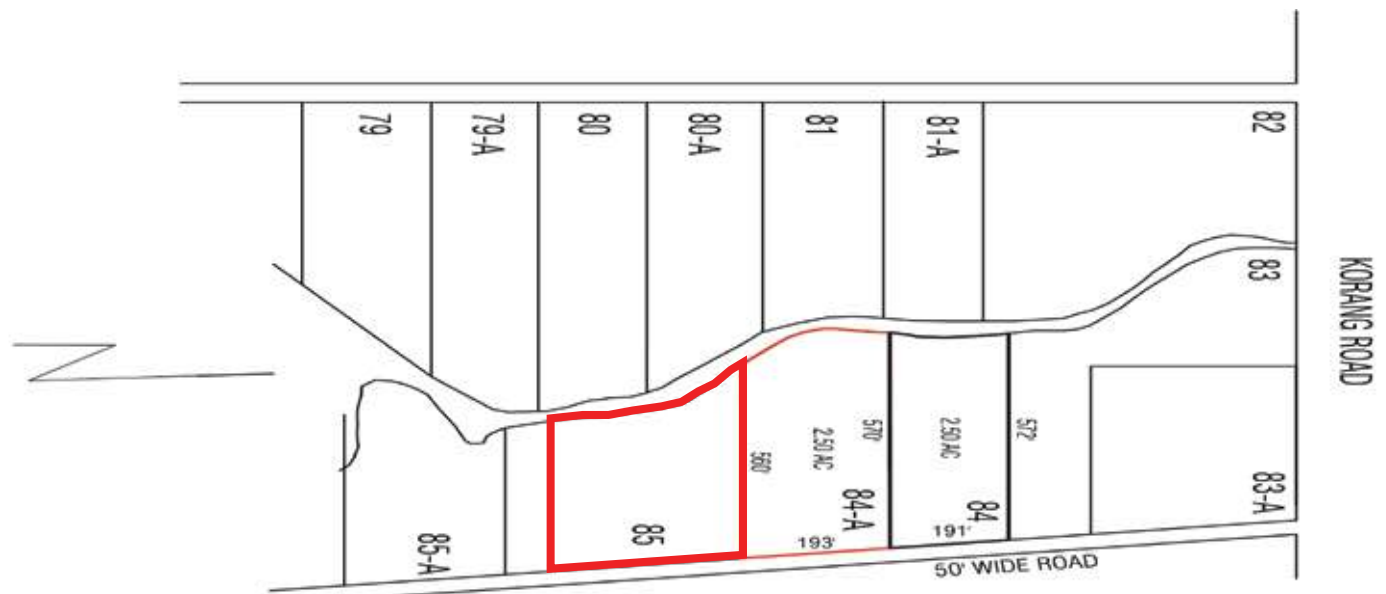 79
79-A
80
80-A
81
81-A
82
83
KORANG ROAD
560'
2.50 AC
570'
2.50 AC
572'
83-A
84-A
84
85
85-A
193'
191'
50' WIDE ROAD